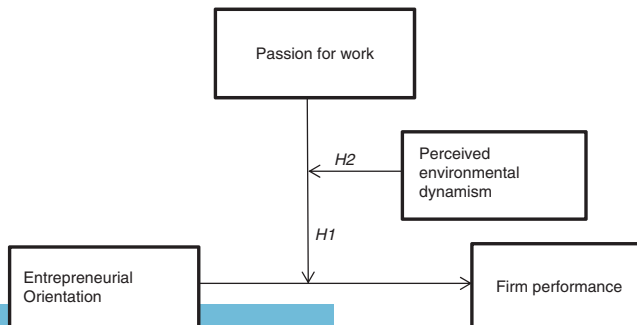 Passion for work
H2
Perceived
environmental
dynamism
H1
Entrepreneurial
Orientation
Firm performance